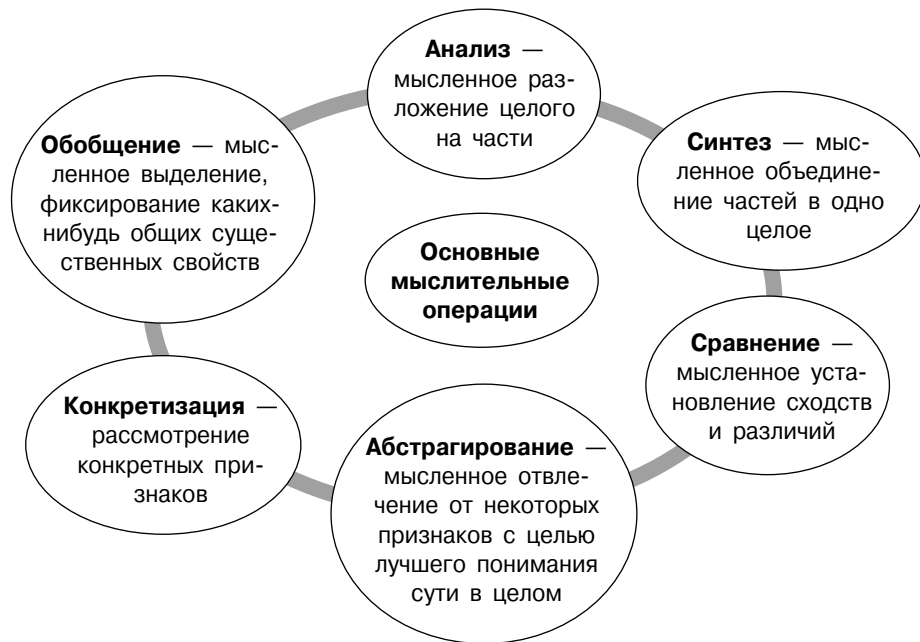 Анализ —
мысленное раз-
ложение целого
на части
Обобщение — мыс-
ленное выделение,
фиксирование каких-
нибудь общих суще-
ственных свойств
Синтез — мыс-
ленное объедине-
ние частей в одно
целое
Основные
мыслительные
операции
Сравнение —
мысленное уста-
новление сходств
и различий
Конкретизация —
рассмотрение
конкретных при-
знаков
Абстрагирование —
мысленное отвле-
чение от некоторых
признаков с целью
лучшего понимания
сути в целом